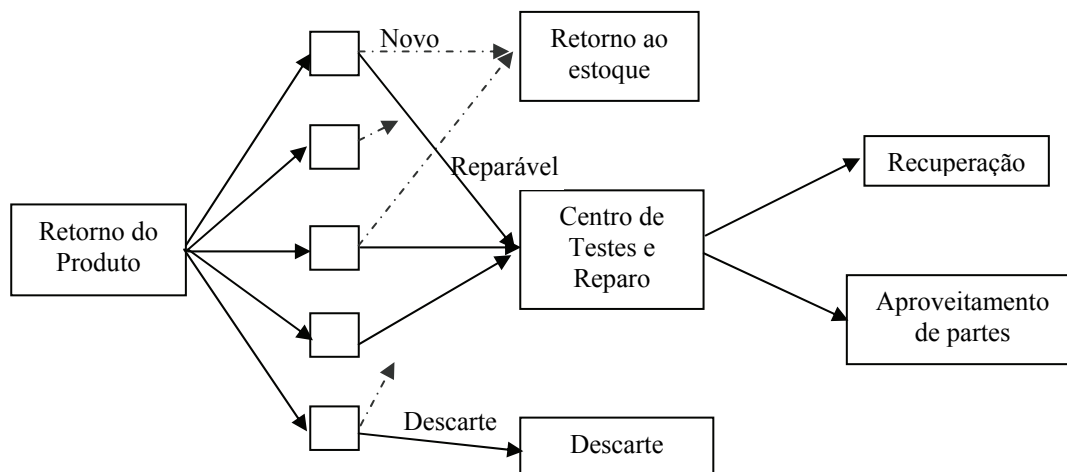 Novo
Retorno ao
estoque
Reparável
Recuperação
Retorno do
Produto
Centro de
Testes e
Reparo
Aproveitamento
de partes
Descarte
Descarte